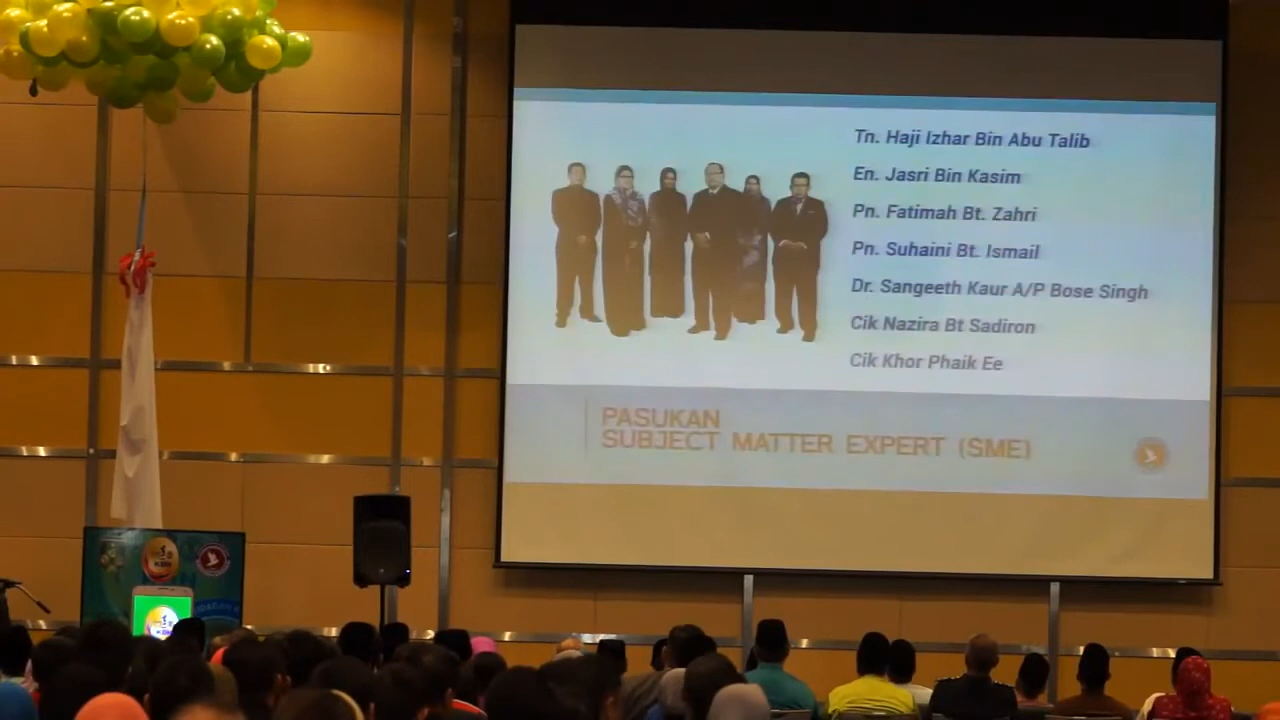 Tn. Haji Izhar Bin Abu Talib
En. Jasri Bin Kasim
Pn. Fatimah Bt. Zahri
Pn. Suhaini Bt. Ismail
Dr. Sangeeth Kaur A/P Bose Singh
Cik Nazira Bt Sadiron
Cik Khor Phaik Ee
PASUKAN
SUBJECT MATTER EXPERT (SME)